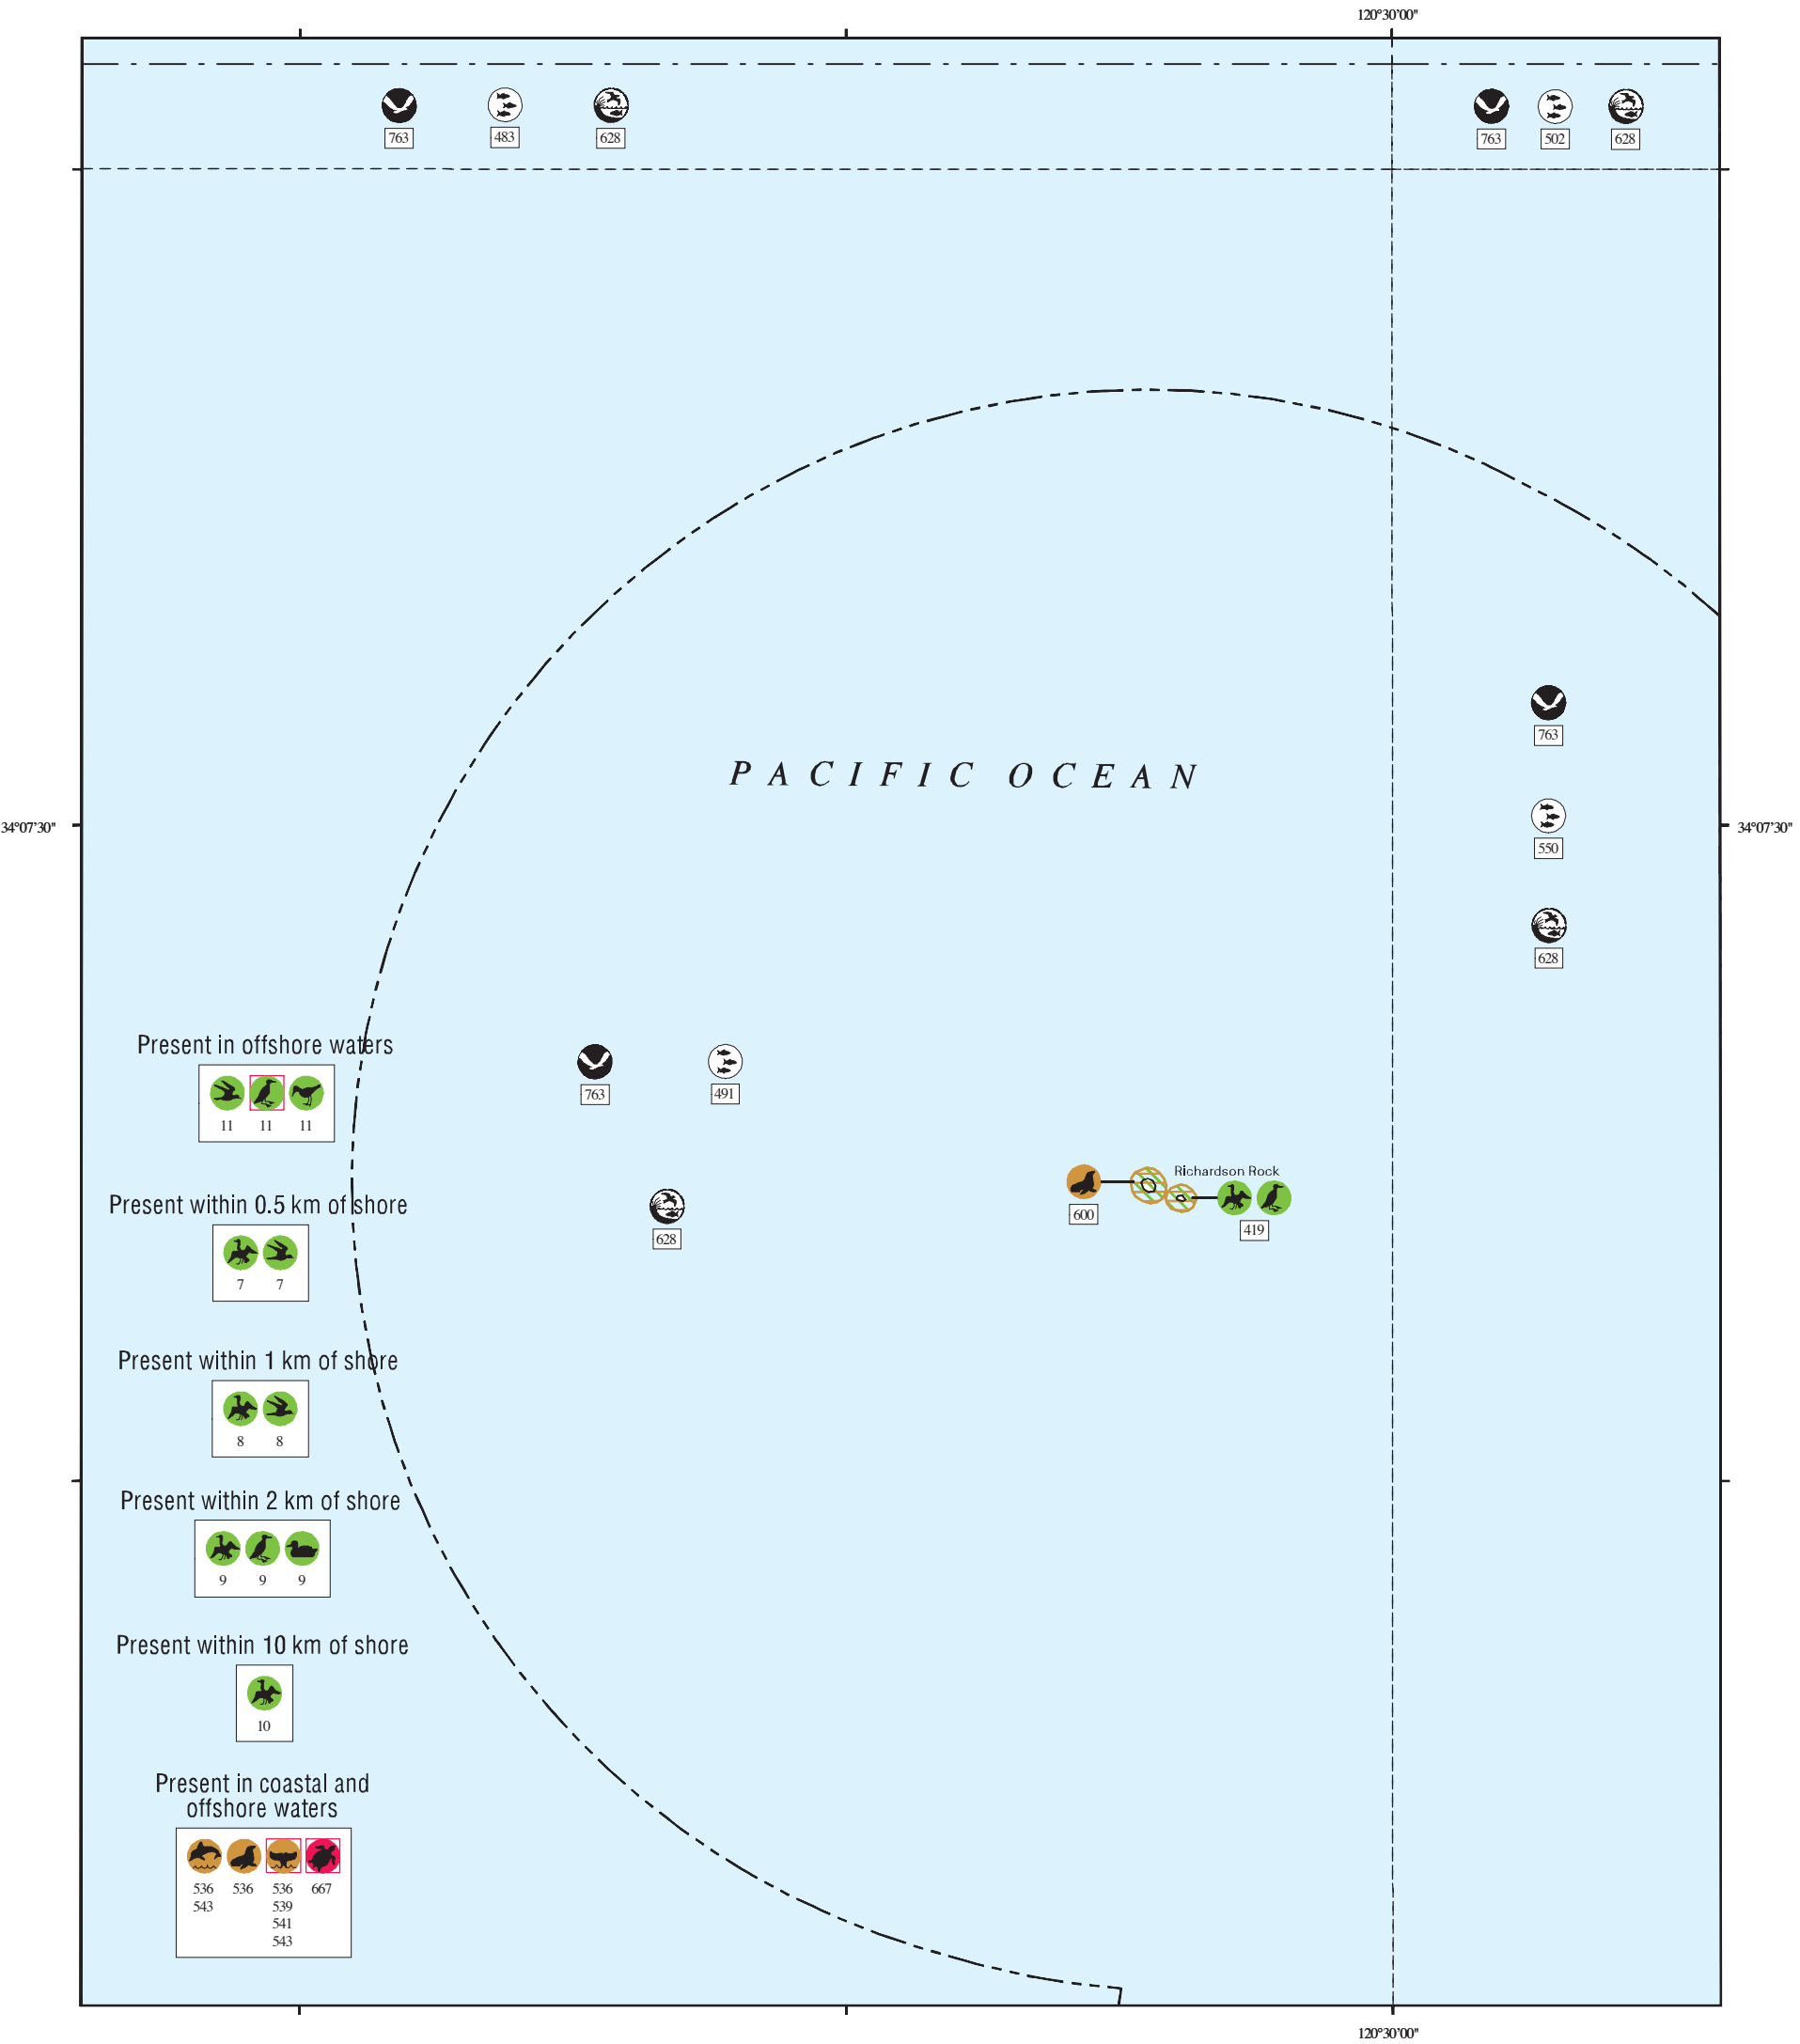 120°30'00"
763 483 628
763 502 628
763
PACIFIC OCEAN
34°07'30" 34°07'30"
550
628
Present in offshore waters
763 491
11 11 11
Richardson Rock
Present within 0.5 km of shore
600
419
628
7 7
Present within 1 km of shore
8 8
Present within 2 km of shore
9 9 9
Present within 10 km of shore
10
Present in coastal and
offshore waters
536 536 536 667
543 539
541
543
120°30'00"